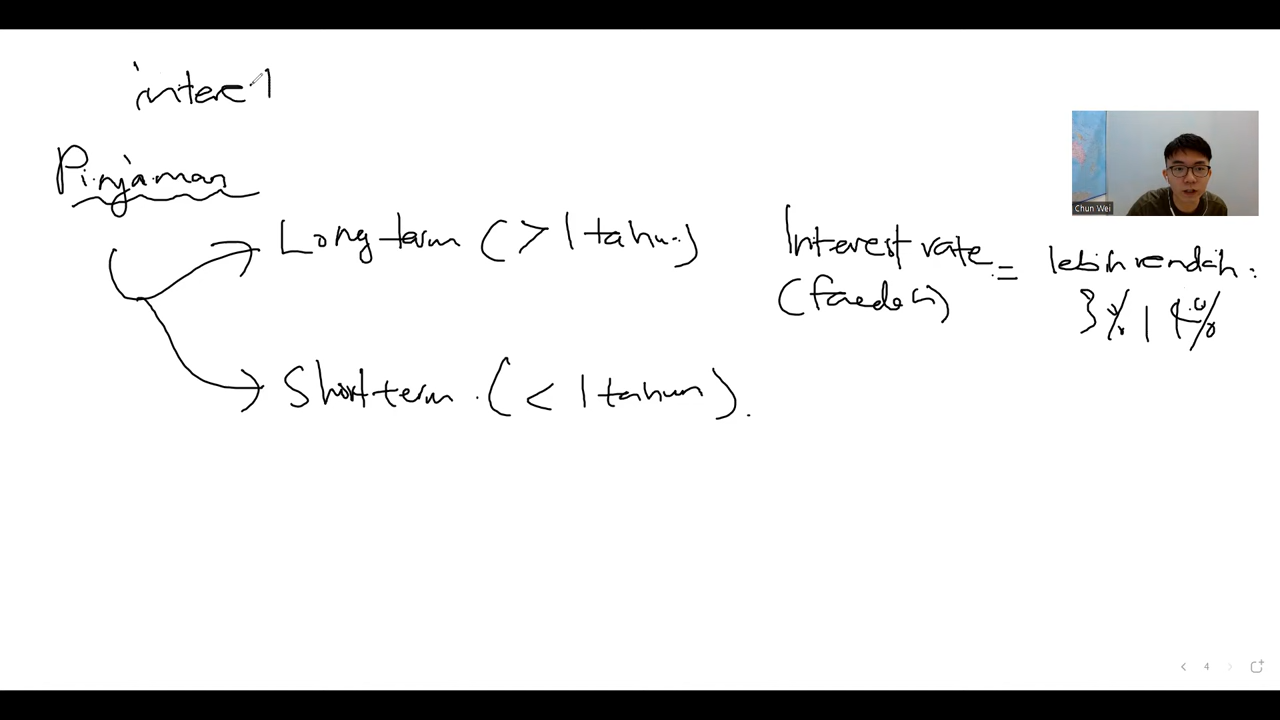 interel
Pinjaman
Long term (> 1 tahun)
Interest rate = lebih rendah :
(faedah) 3% / 4%
Short term. (< 1 tahun).
Chun Wei
4